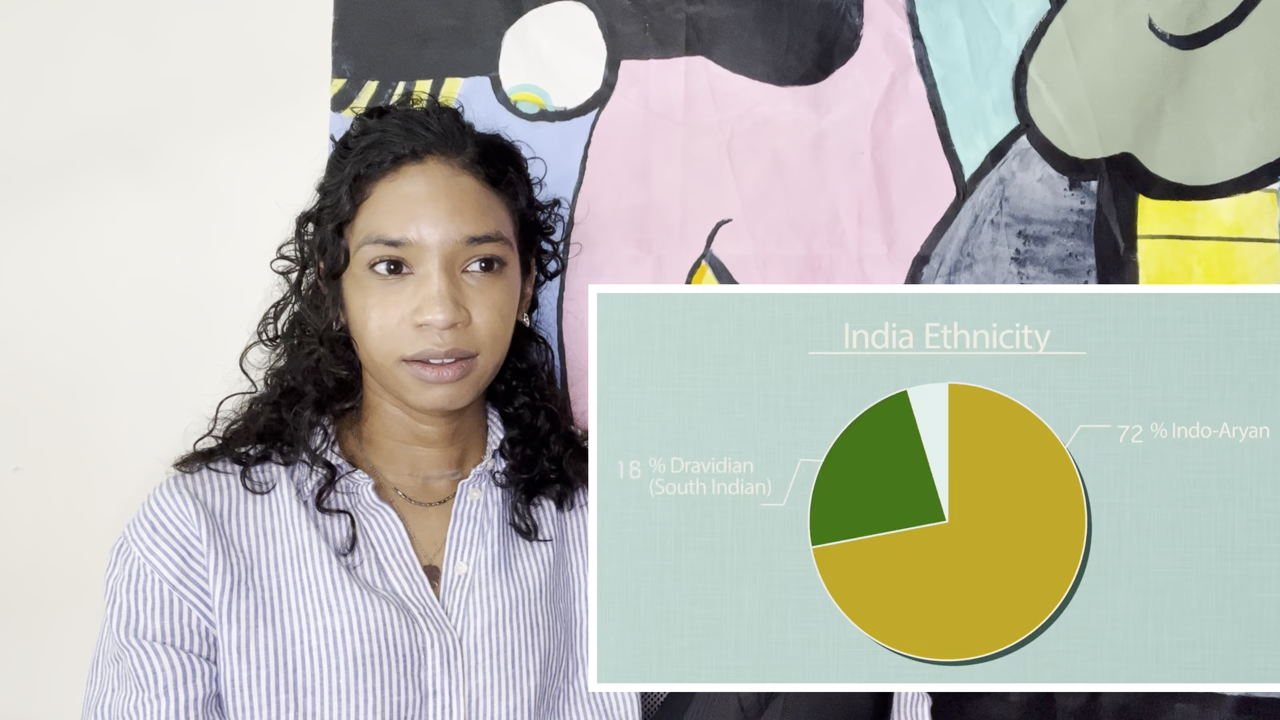 India Ethnicity
72 % Indo-Aryan
18 % Dravidian
(South Indian)